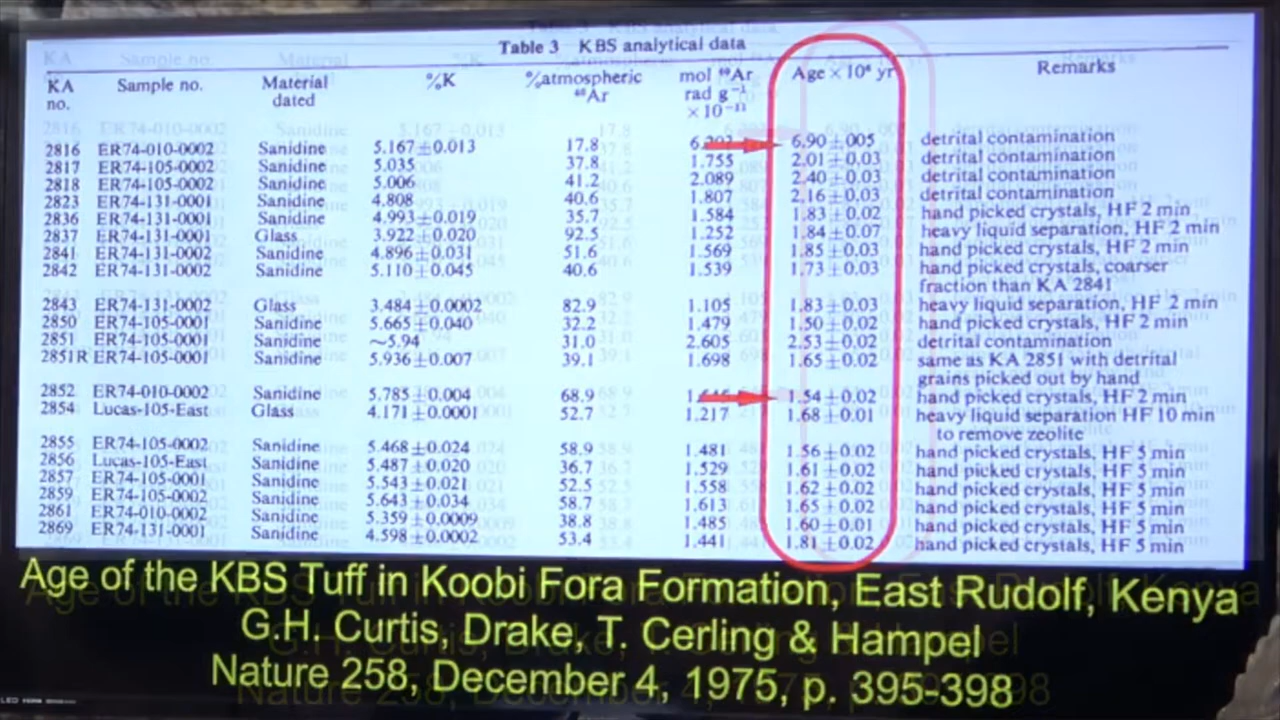 Table 3 KBS analytical data
KA no. Sample no. Material dated %K %atmospheric ⁴⁰Ar mol ⁴⁰Ar rad g⁻¹ ×10⁻¹¹ Age × 10⁶ yr Remarks
2816 ER74-010-0002 Sanidine 5.167±0.013 17.8 6.90±.005 detrital contamination
2817 ER74-105-0002 Sanidine 5.035 37.8 1.755 2.01±0.03 detrital contamination
2818 ER74-105-0002 Sanidine 5.006 41.2 2.089 2.40±0.03 detrital contamination
2823 ER74-131-0001 Sanidine 4.808 40.6 1.807 2.16±0.03 detrital contamination
2836 ER74-131-0001 Sanidine 4.993±0.019 35.7 1.584 1.83±0.02 hand picked crystals, HF 2 min
2837 ER74-131-0001 Glass 3.922±0.020 92.5 1.252 1.84±0.07 heavy liquid separation, HF 2 min
2841 ER74-131-0002 Sanidine 4.896±0.031 51.6 1.569 1.85±0.03 hand picked crystals, HF 2 min
2842 ER74-131-0002 Sanidine 5.110±0.045 40.6 1.539 1.73±0.03 hand picked crystals, coarser
fraction than KA 2841
2843 ER74-131-0002 Glass 3.484±0.0002 82.9 1.105 1.83±0.03 heavy liquid separation, HF 2 min
2850 ER74-105-0001 Sanidine 5.665±0.040 32.2 1.479 1.50±0.02 hand picked crystals, HF 2 min
2851 ER74-105-0001 Sanidine ~5.94 31.0 2.605 2.53±0.02 detrital contamination
2851R ER74-105-0001 Sanidine 5.936±0.007 39.1 1.698 1.65±0.02 same as KA 2851 with detrital
grains picked out by hand
2852 ER74-010-0002 Sanidine 5.785±0.004 68.9 1.54±0.02 hand picked crystals, HF 2 min
2854 Lucas-105-East Glass 4.171±0.0001 52.7 1.217 1.68±0.01 heavy liquid separation HF 10 min
to remove zeolite
2855 ER74-105-0002 Sanidine 5.468±0.024 58.9 1.481 1.56±0.02 hand picked crystals, HF 5 min
2856 Lucas-105-East Sanidine 5.487±0.020 36.7 1.529 1.61±0.02 hand picked crystals, HF 5 min
2857 ER74-105-0001 Sanidine 5.543±0.021 52.5 1.558 1.62±0.02 hand picked crystals, HF 5 min
2859 ER74-105-0002 Sanidine 5.643±0.034 58.7 1.613 1.65±0.02 hand picked crystals, HF 5 min
2861 ER74-010-0002 Sanidine 5.359±0.0009 38.8 1.485 1.60±0.01 hand picked crystals, HF 5 min
2869 ER74-131-0001 Sanidine 4.598±0.0002 53.4 1.441 1.81±0.02 hand picked crystals, HF 5 min
Age of the KBS Tuff in Koobi Fora Formation, East Rudolf, Kenya
G.H. Curtis, Drake, T. Cerling & Hampel
Nature 258, December 4, 1975, p. 395-398